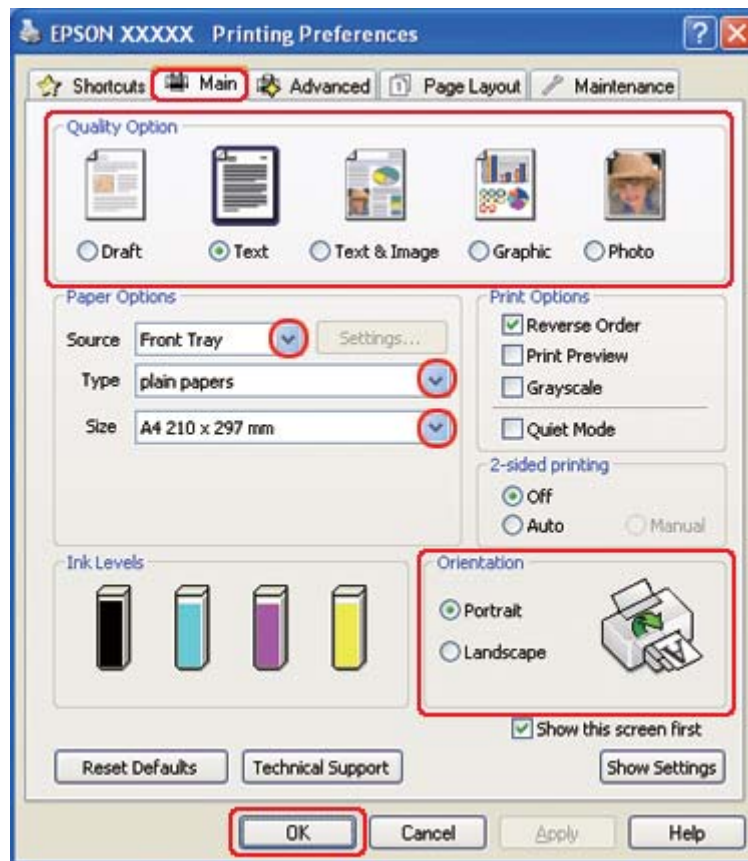 EPSON XXXXX Printing Preferences
Shortcuts Main Advanced Page Layout Maintenance
Quality Option
Draft Text Text & Image Graphic Photo
Paper Options
Source Front Tray Settings...
Type plain papers
Size A4 210 x 297 mm
Print Options
Reverse Order
Print Preview
Grayscale
Quiet Mode
2-sided printing
Off
Auto Manual
Ink Levels
Orientation
Portrait
Landscape
Show this screen first
Reset Defaults Technical Support Show Settings
OK Cancel Apply Help